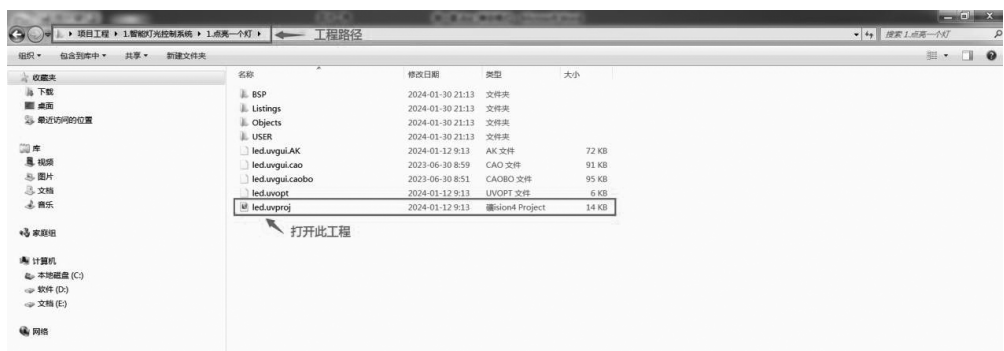 项目工程 ▸ 1.智能灯光控制系统 ▸ 1.点亮一个灯 ▸ 工程路径
搜索 1.点亮一个灯
组织 包含到库中 共享 新建文件夹
收藏夹
下载
桌面
最近访问的位置
库
视频
图片
文档
音乐
家庭组
计算机
本地磁盘 (C:)
软件 (D:)
文档 (E:)
网络
名称 修改日期 类型 大小
BSP 2024-01-30 21:13 文件夹
Listings 2024-01-30 21:13 文件夹
Objects 2024-01-30 21:13 文件夹
USER 2024-01-30 21:13 文件夹
led.uvgui.AK 2024-01-12 9:13 AK 文件 72 KB
led.uvgui.cao 2023-06-30 8:59 CAO 文件 91 KB
led.uvgui.caobo 2023-06-30 8:51 CAOBO 文件 95 KB
led.uvopt 2024-01-12 9:13 UVOPT 文件 6 KB
led.uvproj 2024-01-12 9:13 ision4 Project 14 KB
打开此工程